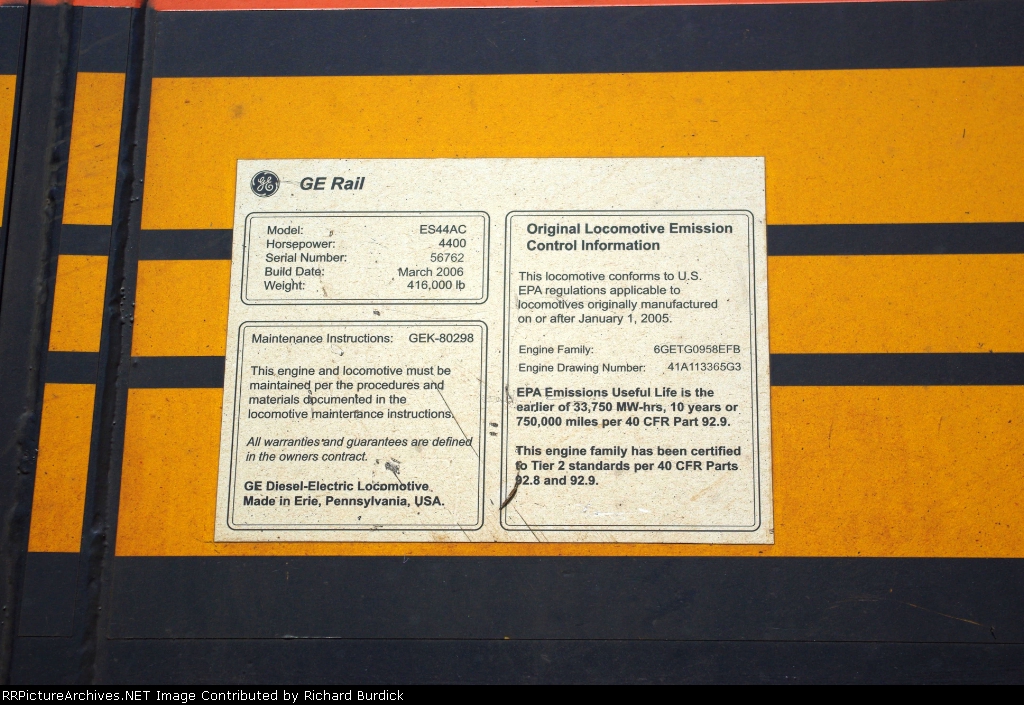 GE GE Rail
Model: ES44AC
Horsepower: 4400
Serial Number: 56762
Build Date: March 2006
Weight: 416,000 lb
Maintenance Instructions: GEK-80298
This engine and locomotive must be
maintained per the procedures and
materials documented in the
locomotive maintenance instructions.
All warranties and guarantees are defined
in the owners contract.
GE Diesel-Electric Locomotive
Made in Erie, Pennsylvania, USA.
Original Locomotive Emission
Control Information
This locomotive conforms to U.S.
EPA regulations applicable to
locomotives originally manufactured
on or after January 1, 2005.
Engine Family: 6GETG0958EFB
Engine Drawing Number: 41A113365G3
EPA Emissions Useful Life is the
earlier of 33,750 MW-hrs, 10 years or
750,000 miles per 40 CFR Part 92.9.
This engine family has been certified
to Tier 2 standards per 40 CFR Parts
92.8 and 92.9.
RRPictureArchives.NET Image Contributed by Richard Burdick